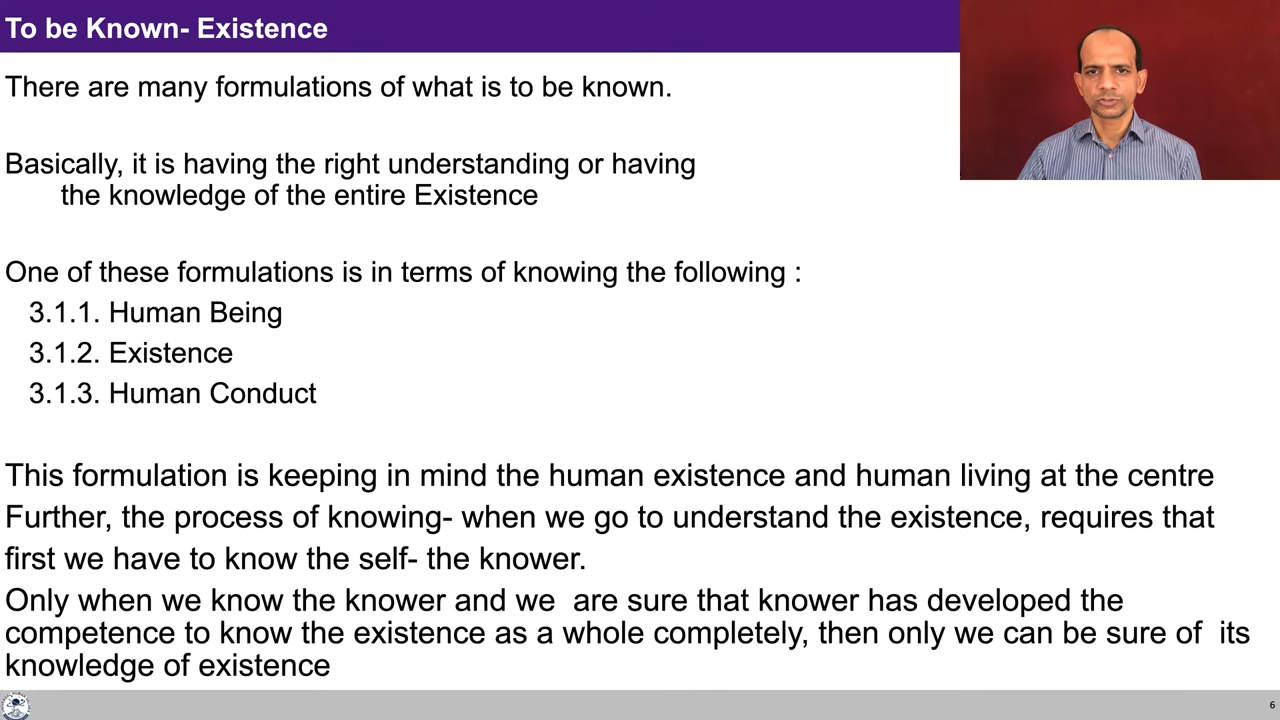 To be Known- Existence
There are many formulations of what is to be known.
Basically, it is having the right understanding or having
the knowledge of the entire Existence
One of these formulations is in terms of knowing the following :
3.1.1. Human Being
3.1.2. Existence
3.1.3. Human Conduct
This formulation is keeping in mind the human existence and human living at the centre
Further, the process of knowing- when we go to understand the existence, requires that
first we have to know the self- the knower.
Only when we know the knower and we  are sure that knower has developed the
competence to know the existence as a whole completely, then only we can be sure of  its
knowledge of existence
6